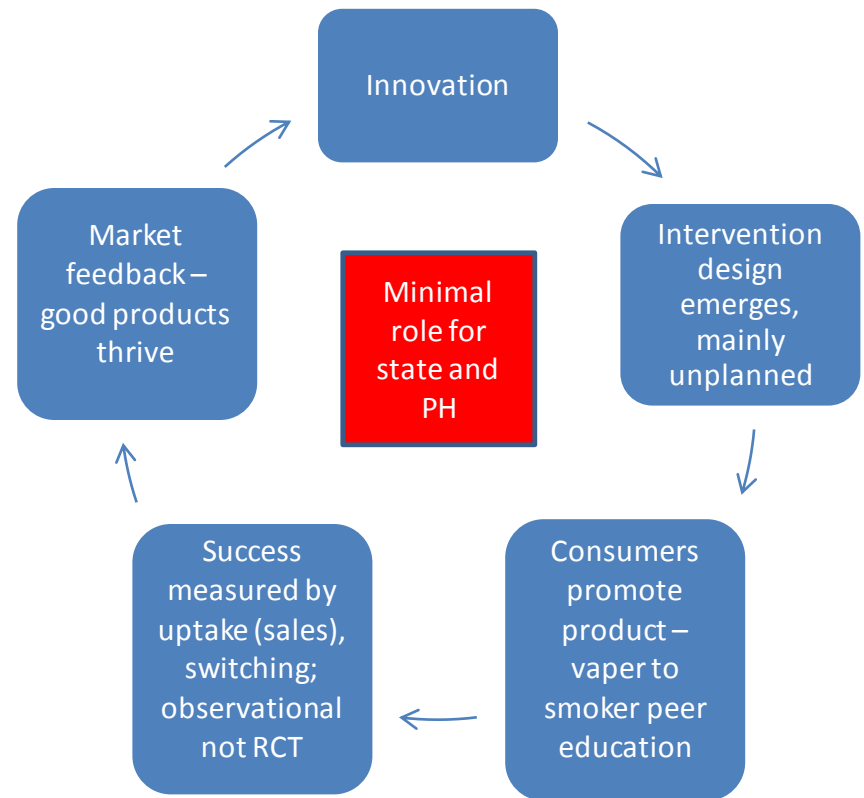 Innovation
Intervention
design
emerges,
mainly
unplanned
Consumers
promote
product –
vaper to
smoker peer
education
Success
measured by
uptake (sales),
switching;
observational
not RCT
Market
feedback –
good products
thrive
Minimal
role for
state and
PH